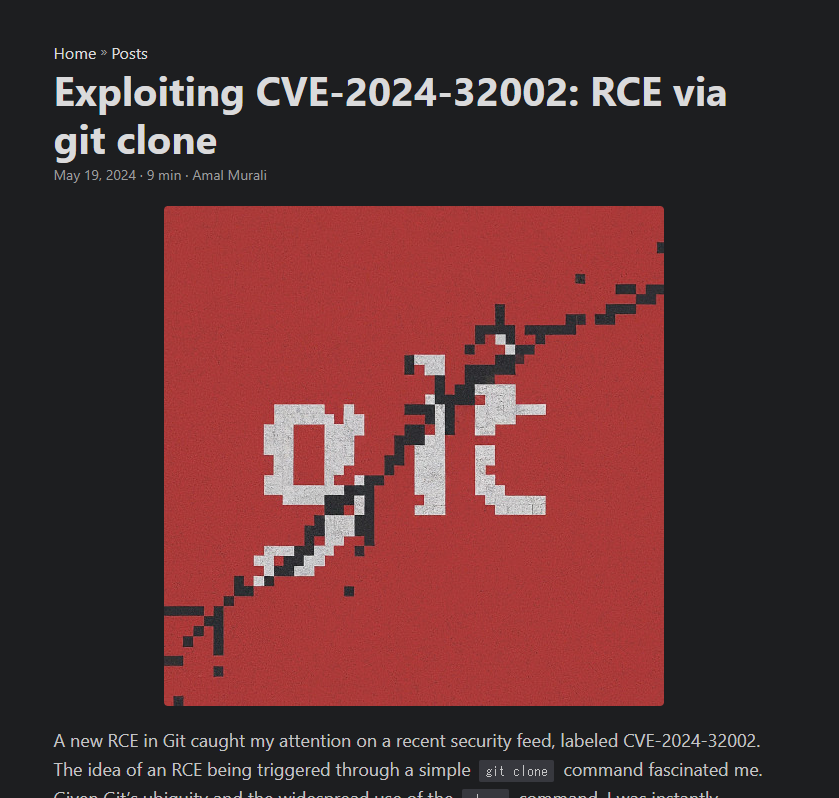 Home » Posts
Exploiting CVE-2024-32002: RCE via
git clone
May 19, 2024 · 9 min · Amal Murali
git
A new RCE in Git caught my attention on a recent security feed, labeled CVE-2024-32002.
The idea of an RCE being triggered through a simple git clone command fascinated me.
Given Git's ubiquity and the widespread use of the clone command, I was instantly